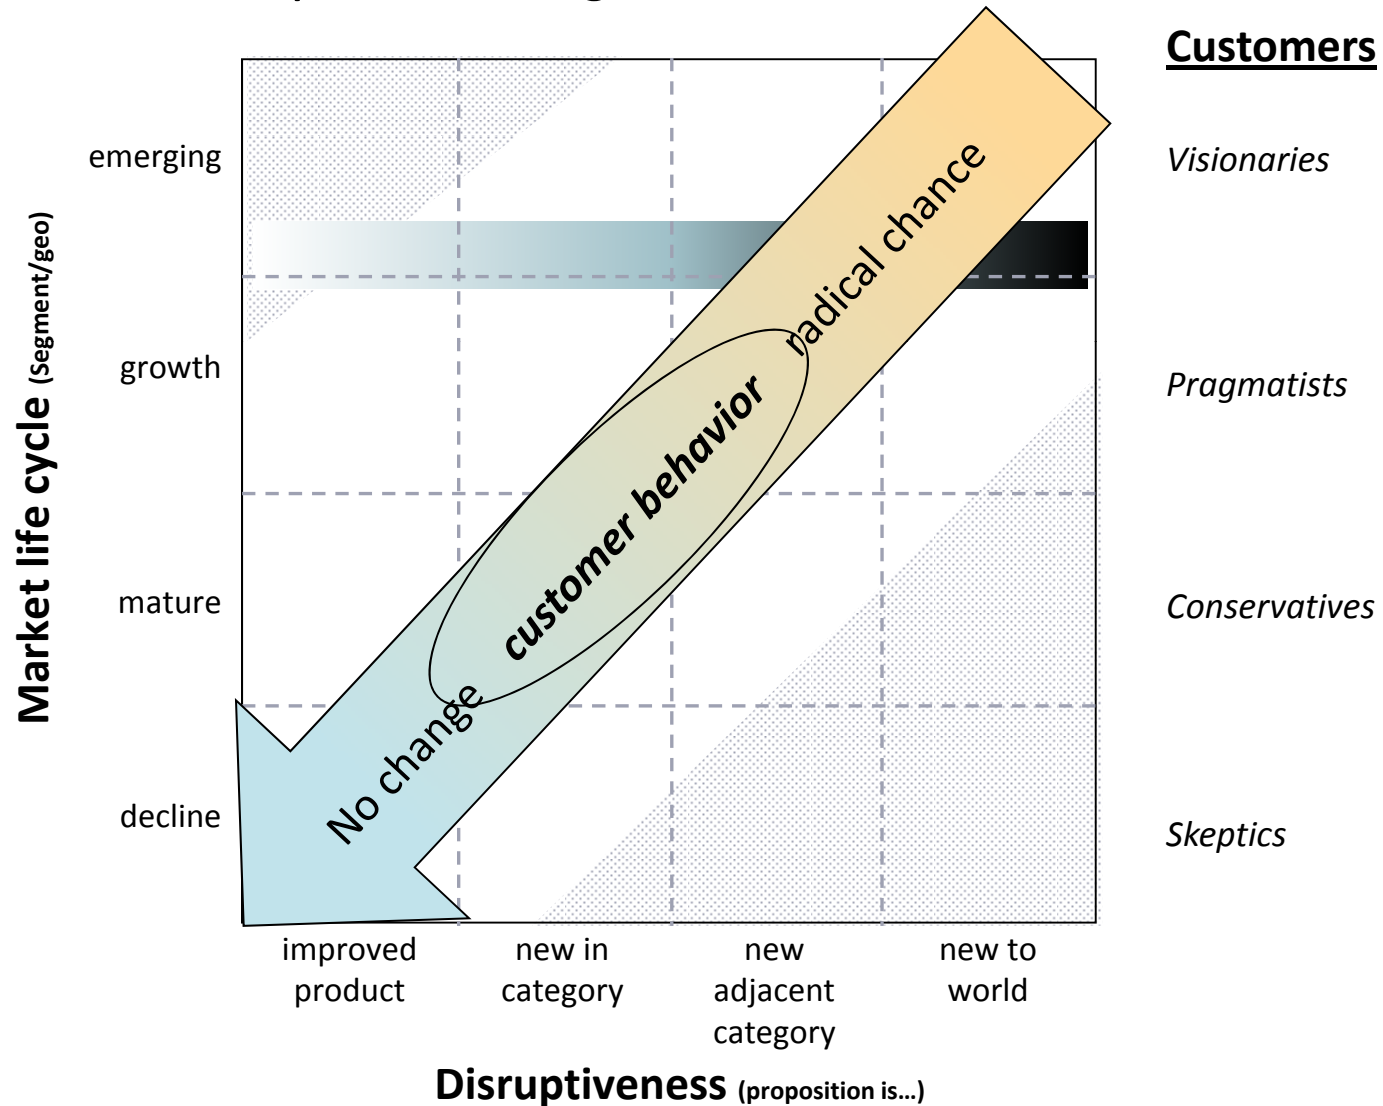 Customers
emerging
Visionaries
radical chance
Market life cycle (segment/geo)
growth
Pragmatists
customer behavior
mature
Conservatives
No change
decline
Skeptics
improved
product
new in
category
new
adjacent
category
new to
world
Disruptiveness (proposition is...)